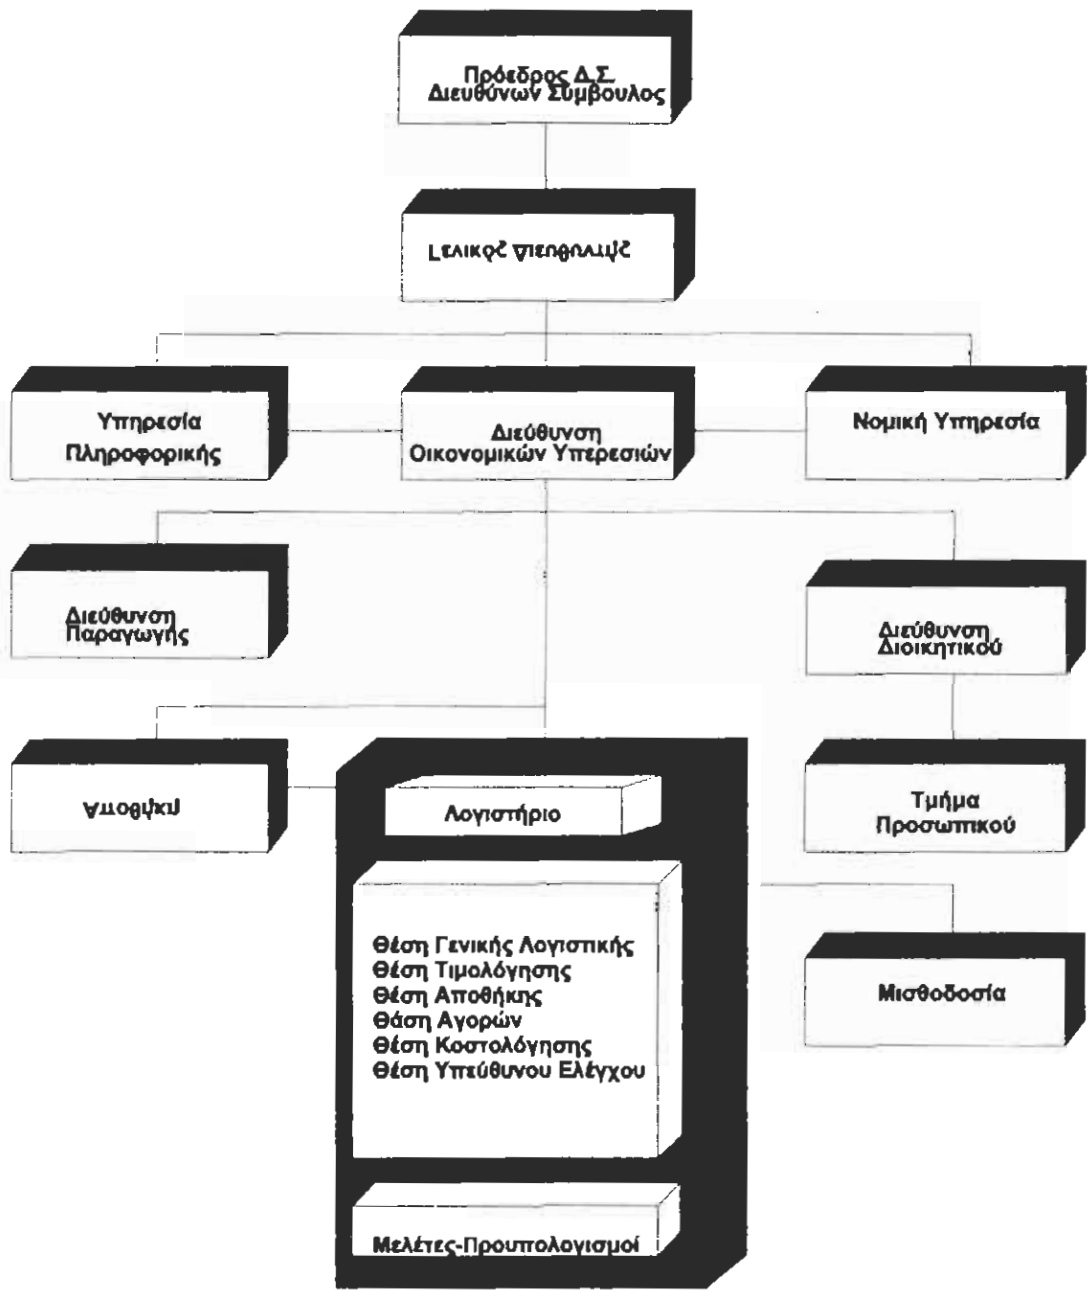 Πρόεδρος Δ.Σ.
Διευθύνων Σύμβουλος
Γενικός Διευθυντής
Υπηρεσία
Πληροφορικής
Διεύθυνση
Οικονομικών Υπερεσιών
Νομική Υπηρεσία
Διεύθυνση
Παραγωγής
Διεύθυνση
Διοικητικού
Αποθήκη
Λογιστήριο
Τμήμα
Προσωπικού
Θέση Γενικής Λογιστικής
Θέση Τιμολόγησης
Θέση Αποθήκης
Θάση Αγορών
Θέση Κοστολόγησης
Θέση Υπεύθυνου Ελέγχου
Μισθοδοσία
Μελέτες-Προυπολογισμοί